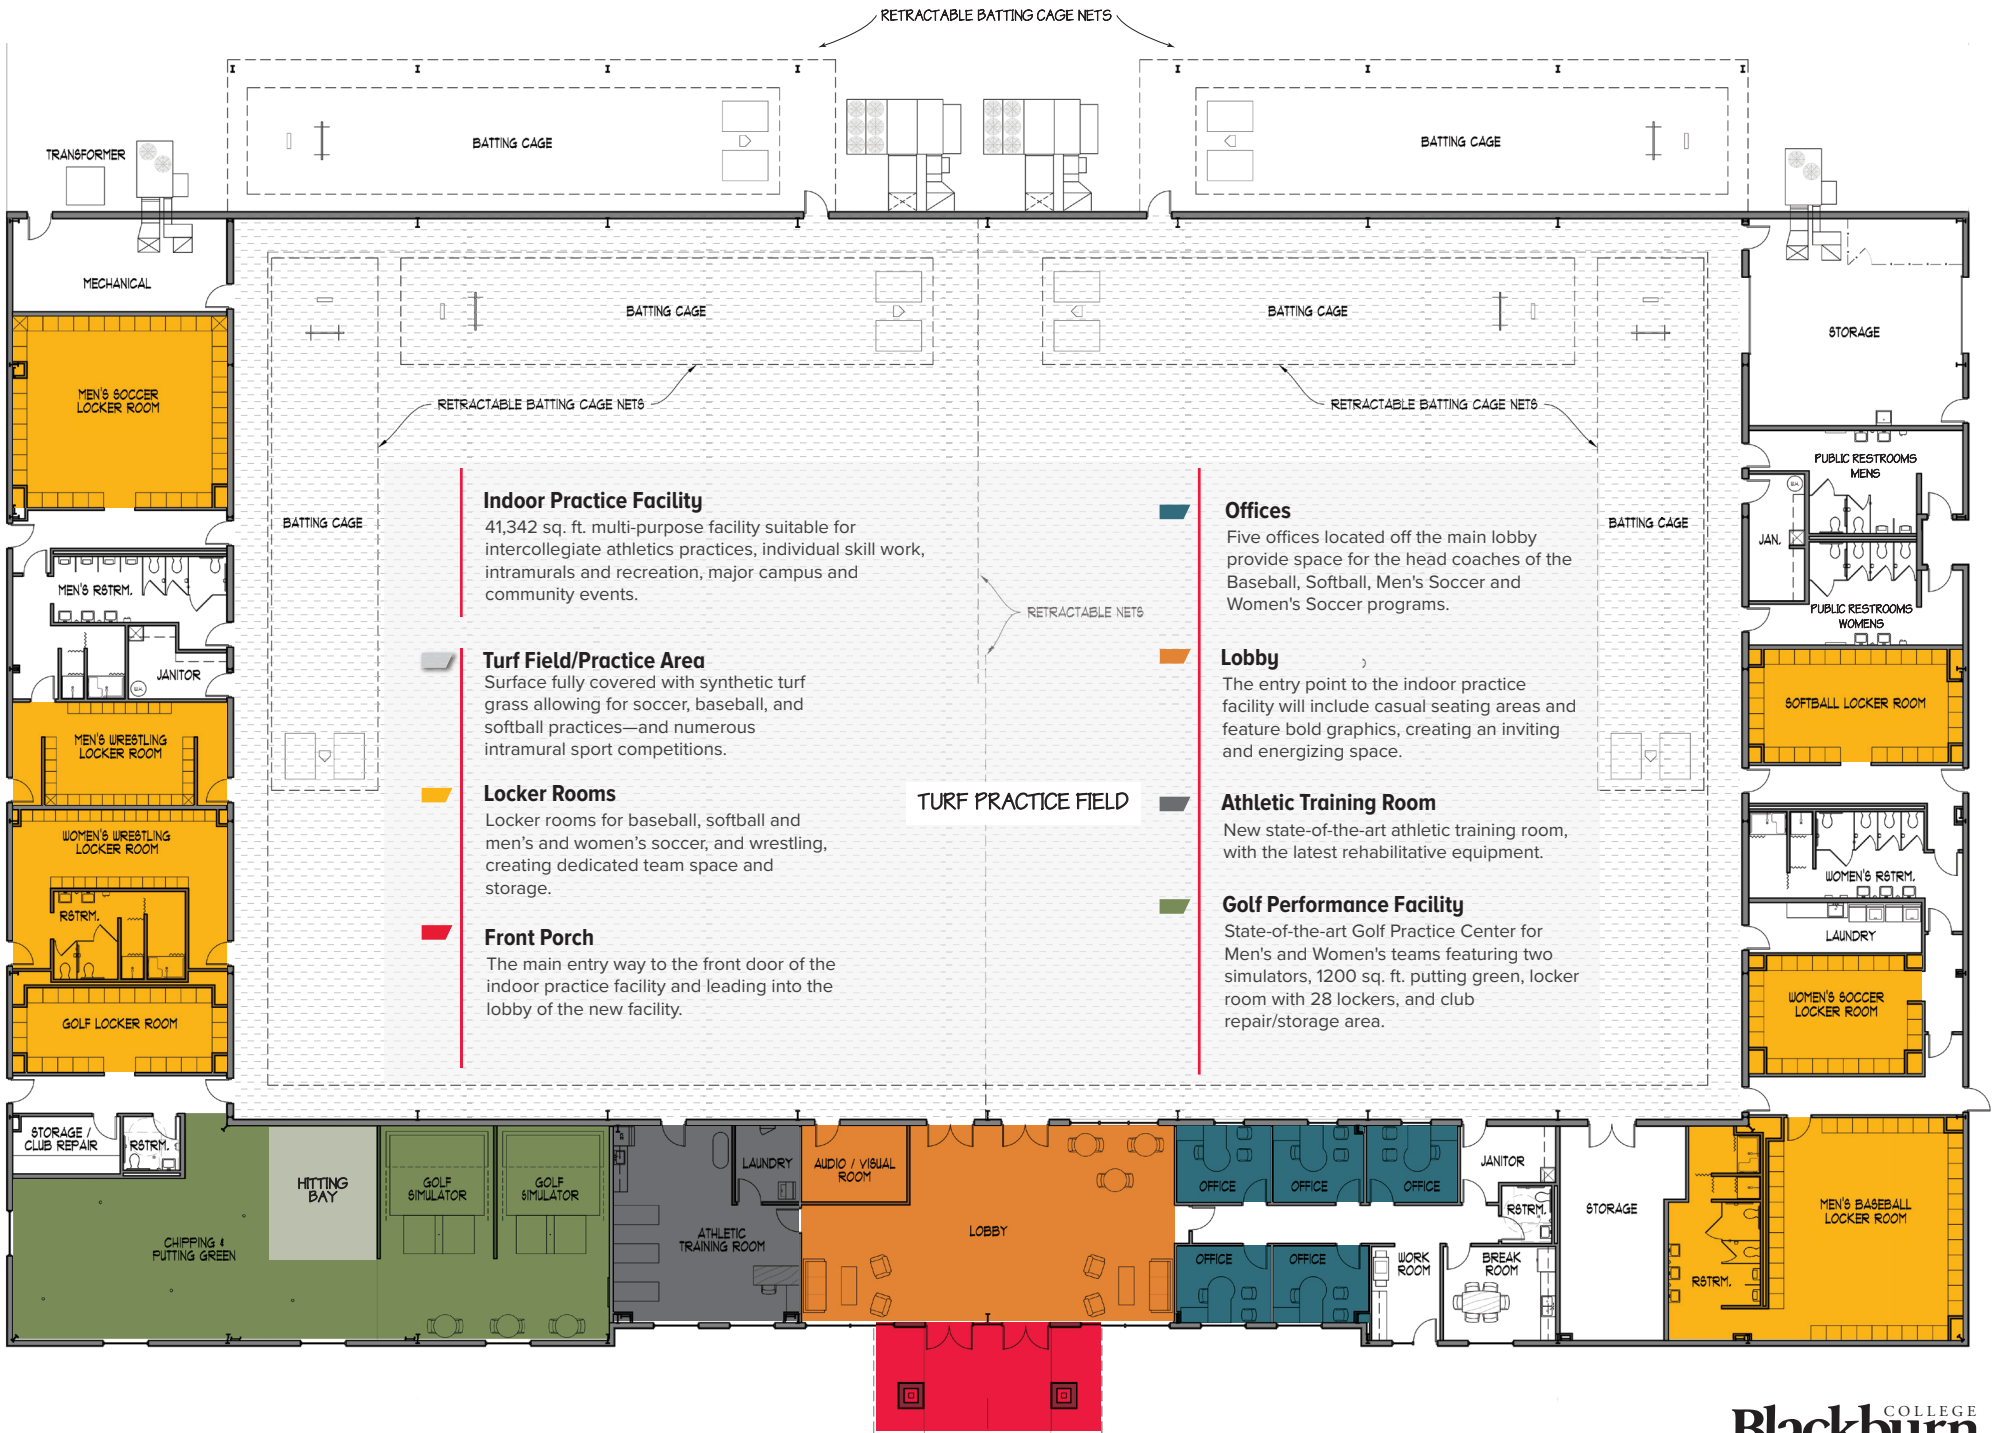 RETRACTABLE BATTING CAGE NETS
BATTING CAGE
BATTING CAGE
TRANSFORMER
MECHANICAL
BATTING CAGE
BATTING CAGE
STORAGE
MEN'S SOCCER
LOCKER ROOM
RETRACTABLE BATTING CAGE NETS
RETRACTABLE BATTING CAGE NETS
PUBLIC RESTROOMS
MENS
BATTING CAGE
BATTING CAGE
JAN.
MEN'S RSTRM.
PUBLIC RESTROOMS
WOMENS
JANITOR
RETRACTABLE NETS
Indoor Practice Facility
41,342 sq. ft. multi-purpose facility suitable for
intercollegiate athletics practices, individual skill work,
intramurals and recreation, major campus and
community events.
Turf Field/Practice Area
Surface fully covered with synthetic turf
grass allowing for soccer, baseball, and
softball practices—and numerous
intramural sport competitions.
Locker Rooms
Locker rooms for baseball, softball and
men's and women's soccer, and wrestling,
creating dedicated team space and
storage.
Front Porch
The main entry way to the front door of the
indoor practice facility and leading into the
lobby of the new facility.
Offices
Five offices located off the main lobby
provide space for the head coaches of the
Baseball, Softball, Men's Soccer and
Women's Soccer programs.
Lobby
The entry point to the indoor practice
facility will include casual seating areas and
feature bold graphics, creating an inviting
and energizing space.
Athletic Training Room
New state-of-the-art athletic training room,
with the latest rehabilitative equipment.
Golf Performance Facility
State-of-the-art Golf Practice Center for
Men's and Women's teams featuring two
simulators, 1200 sq. ft. putting green, locker
room with 28 lockers, and club
repair/storage area.
TURF PRACTICE FIELD
MEN'S WRESTLING
LOCKER ROOM
SOFTBALL LOCKER ROOM
WOMEN'S WRESTLING
LOCKER ROOM
RSTRM.
WOMEN'S RSTRM.
LAUNDRY
GOLF LOCKER ROOM
WOMEN'S SOCCER
LOCKER ROOM
STORAGE /
CLUB REPAIR
RSTRM.
HITTING
BAY
GOLF
SIMULATOR
GOLF
SIMULATOR
CHIPPING &
PUTTING GREEN
LAUNDRY
ATHLETIC
TRAINING ROOM
AUDIO / VISUAL
ROOM
LOBBY
OFFICE
OFFICE
OFFICE
OFFICE
OFFICE
JANITOR
RSTRM.
WORK
ROOM
BREAK
ROOM
STORAGE
RSTRM.
MEN'S BASEBALL
LOCKER ROOM
COLLEGE
Blackburn